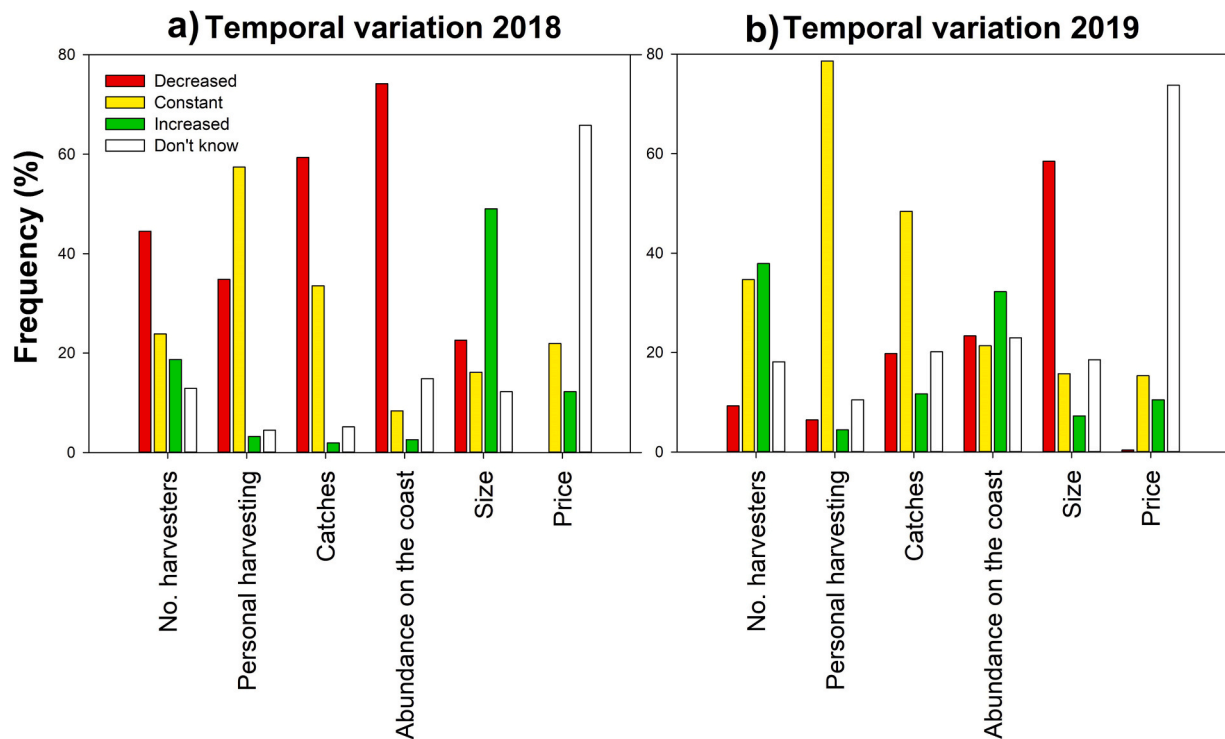 a) Temporal variation 2018
80
60
40
20
0
Frequency (%)
Decreased
Constant
Increased
Don't know
No. harvesters
Personal harvesting
Catches
Abundance on the coast
Size
Price
b) Temporal variation 2019
80
60
40
20
0
No. harvesters
Personal harvesting
Catches
Abundance on the coast
Size
Price